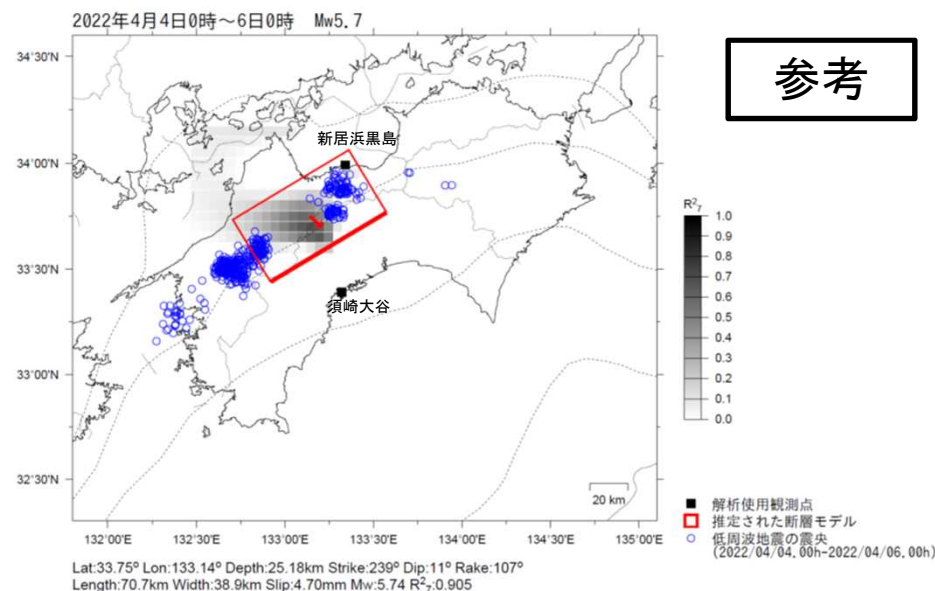 2022年4月4日0時～6日0時 Mw5.7
参考
34°30'N
34°00'N
33°30'N
33°00'N
32°30'N
新居浜黒島
須崎大谷
20 km
132°00'E
132°30'E
133°00'E
133°30'E
134°00'E
134°30'E
135°00'E
R²₇
1.0
0.9
0.8
0.7
0.6
0.5
0.4
0.3
0.2
0.1
0.0
解析使用観測点
推定された断層モデル
低周波地震の震央
(2022/04/04.00h-2022/04/06.00h)
Lat:33.75° Lon:133.14° Depth:25.18km Strike:239° Dip:11° Rake:107°
Length:70.7km Width:38.9km Slip:4.70mm Mw:5.74 R²₇:0.905